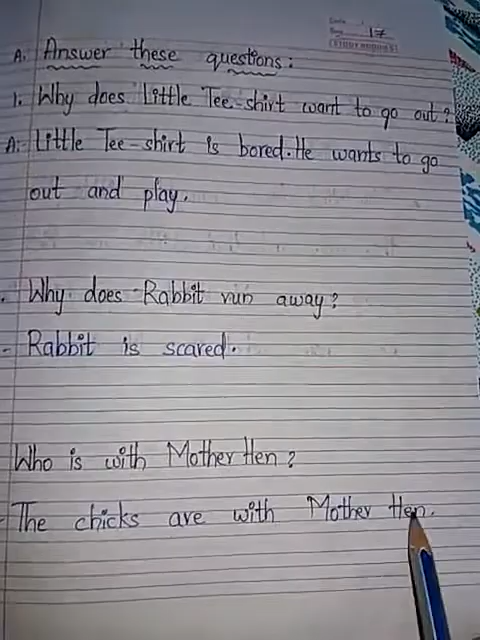 17
A. Answer these questions:
1. Why does Little Tee-shirt want to go out?
A: Little Tee-shirt is bored. He wants to go
out and play.
. Why does Rabbit run away?
- Rabbit is scared.
Who is with Mother Hen?
- The chicks are with Mother Hen.